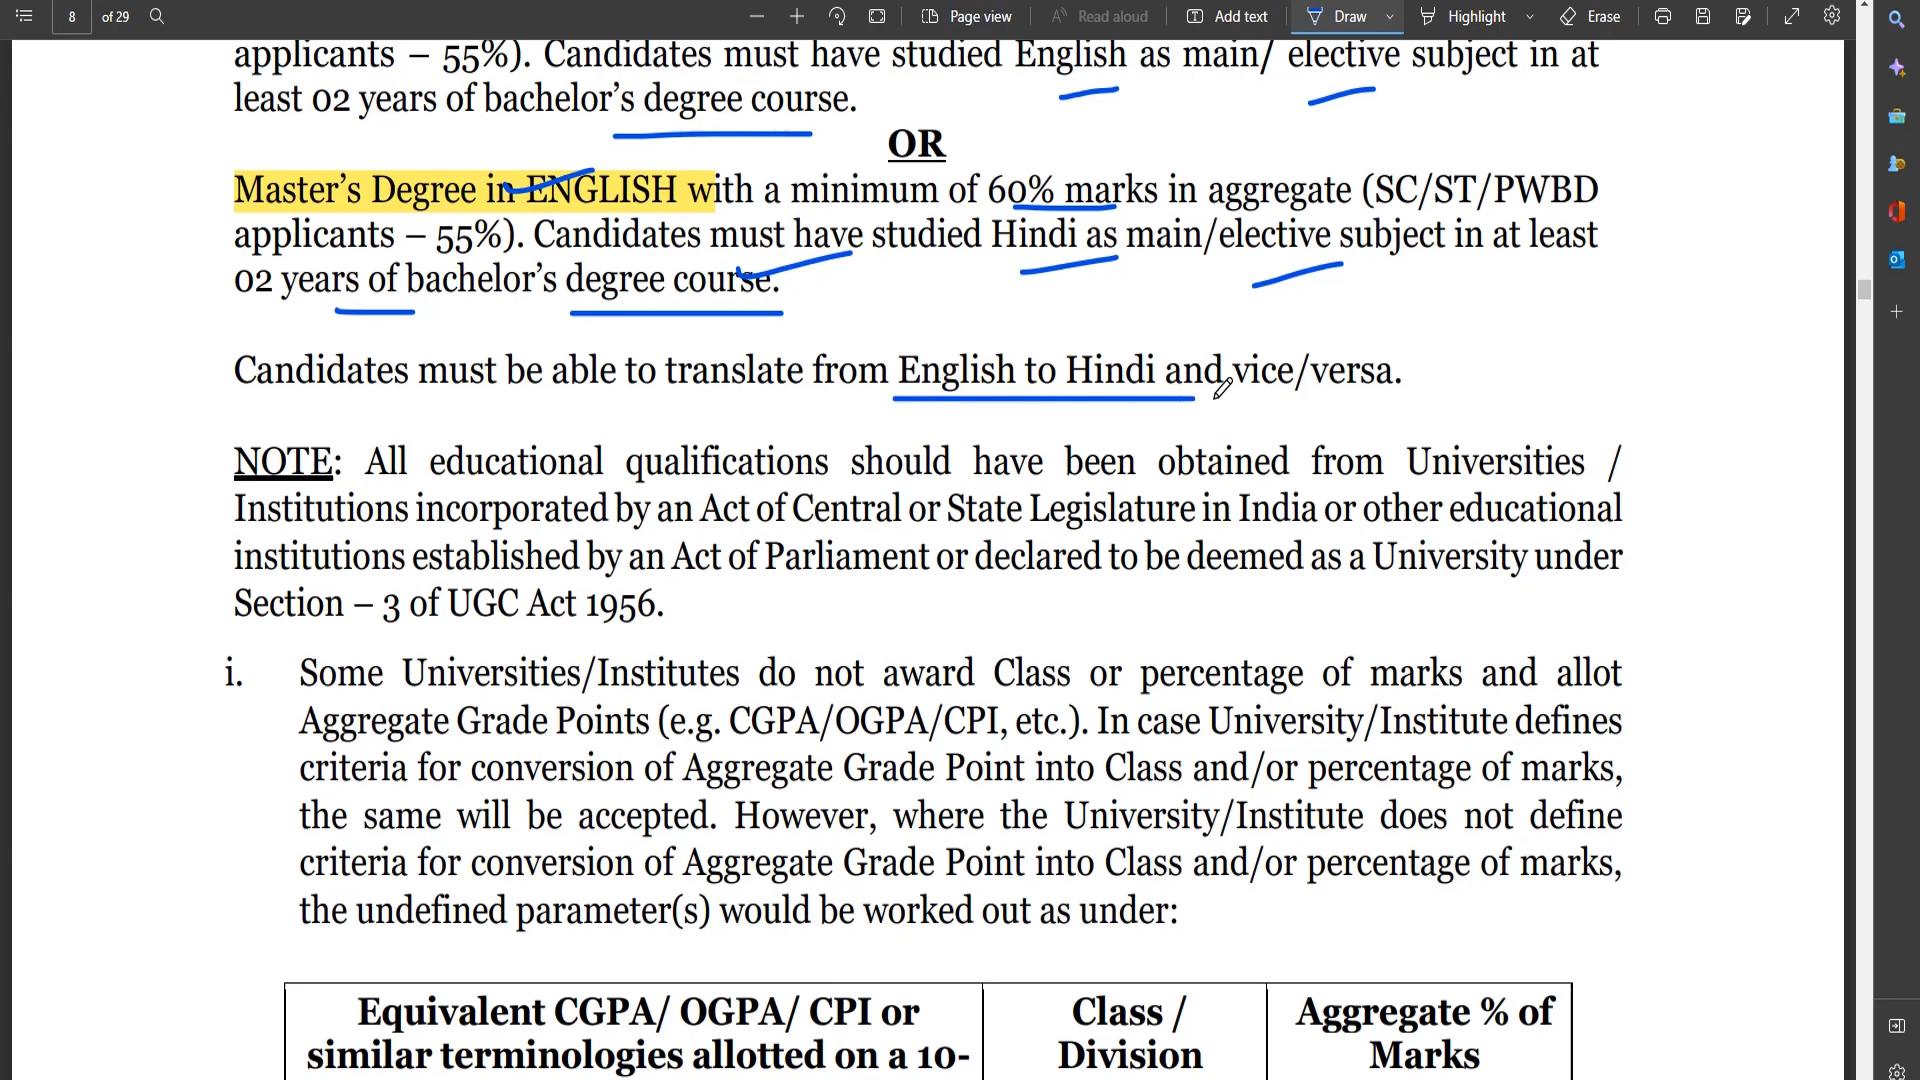 8 of 29 Page view Read aloud Add text Draw Highlight Erase
applicants – 55%). Candidates must have studied English as main/ elective subject in at
least 02 years of bachelor’s degree course.
OR
Master’s Degree in ENGLISH with a minimum of 60% marks in aggregate (SC/ST/PWBD
applicants – 55%). Candidates must have studied Hindi as main/elective subject in at least
02 years of bachelor’s degree course.
Candidates must be able to translate from English to Hindi and vice/versa.
NOTE: All educational qualifications should have been obtained from Universities /
Institutions incorporated by an Act of Central or State Legislature in India or other educational
institutions established by an Act of Parliament or declared to be deemed as a University under
Section – 3 of UGC Act 1956.
i. Some Universities/Institutes do not award Class or percentage of marks and allot
Aggregate Grade Points (e.g. CGPA/OGPA/CPI, etc.). In case University/Institute defines
criteria for conversion of Aggregate Grade Point into Class and/or percentage of marks,
the same will be accepted. However, where the University/Institute does not define
criteria for conversion of Aggregate Grade Point into Class and/or percentage of marks,
the undefined parameter(s) would be worked out as under:
Equivalent CGPA/ OGPA/ CPI or Class / Aggregate % of
similar terminologies allotted on a 10- Division Marks